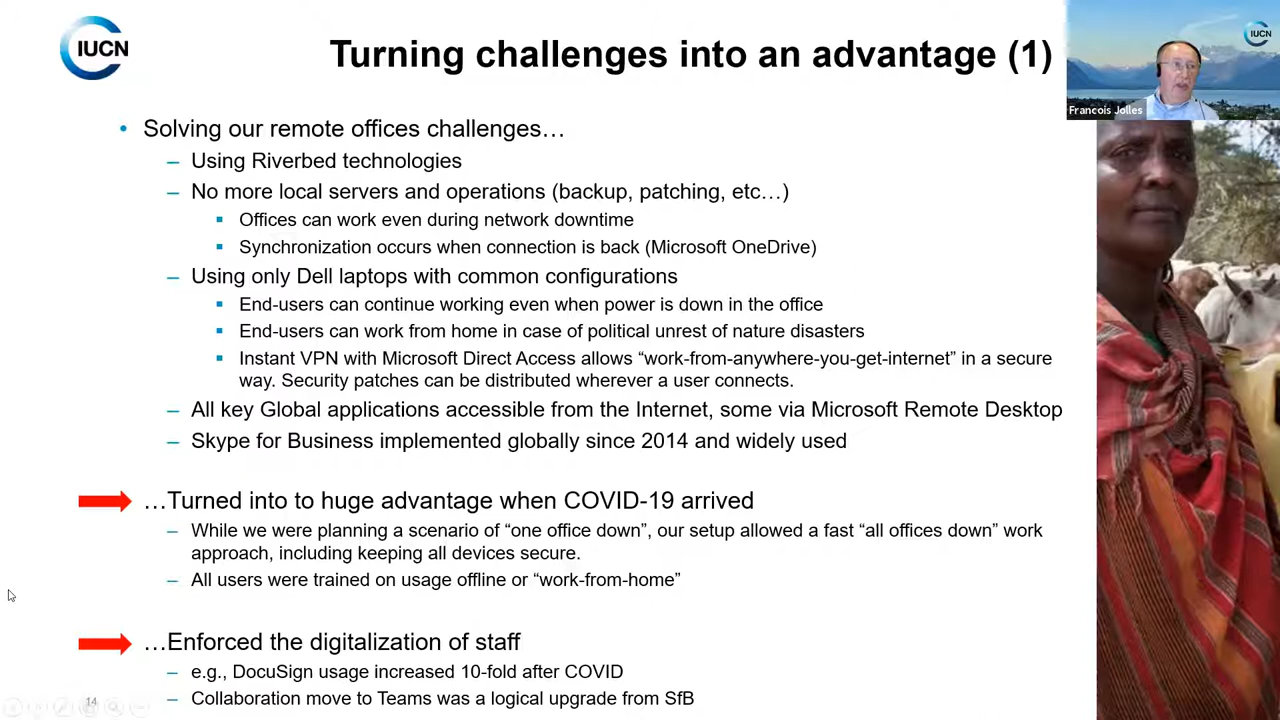 IUCN
Turning challenges into an advantage (1)
IUCN
Francois Jolles
• Solving our remote offices challenges…
– Using Riverbed technologies
– No more local servers and operations (backup, patching, etc…)
▪ Offices can work even during network downtime
▪ Synchronization occurs when connection is back (Microsoft OneDrive)
– Using only Dell laptops with common configurations
▪ End-users can continue working even when power is down in the office
▪ End-users can work from home in case of political unrest of nature disasters
▪ Instant VPN with Microsoft Direct Access allows “work-from-anywhere-you-get-internet” in a secure
way. Security patches can be distributed wherever a user connects.
– All key Global applications accessible from the Internet, some via Microsoft Remote Desktop
– Skype for Business implemented globally since 2014 and widely used
…Turned into to huge advantage when COVID-19 arrived
– While we were planning a scenario of “one office down”, our setup allowed a fast “all offices down” work
approach, including keeping all devices secure.
– All users were trained on usage offline or “work-from-home”
…Enforced the digitalization of staff
– e.g., DocuSign usage increased 10-fold after COVID
– Collaboration move to Teams was a logical upgrade from SfB
14